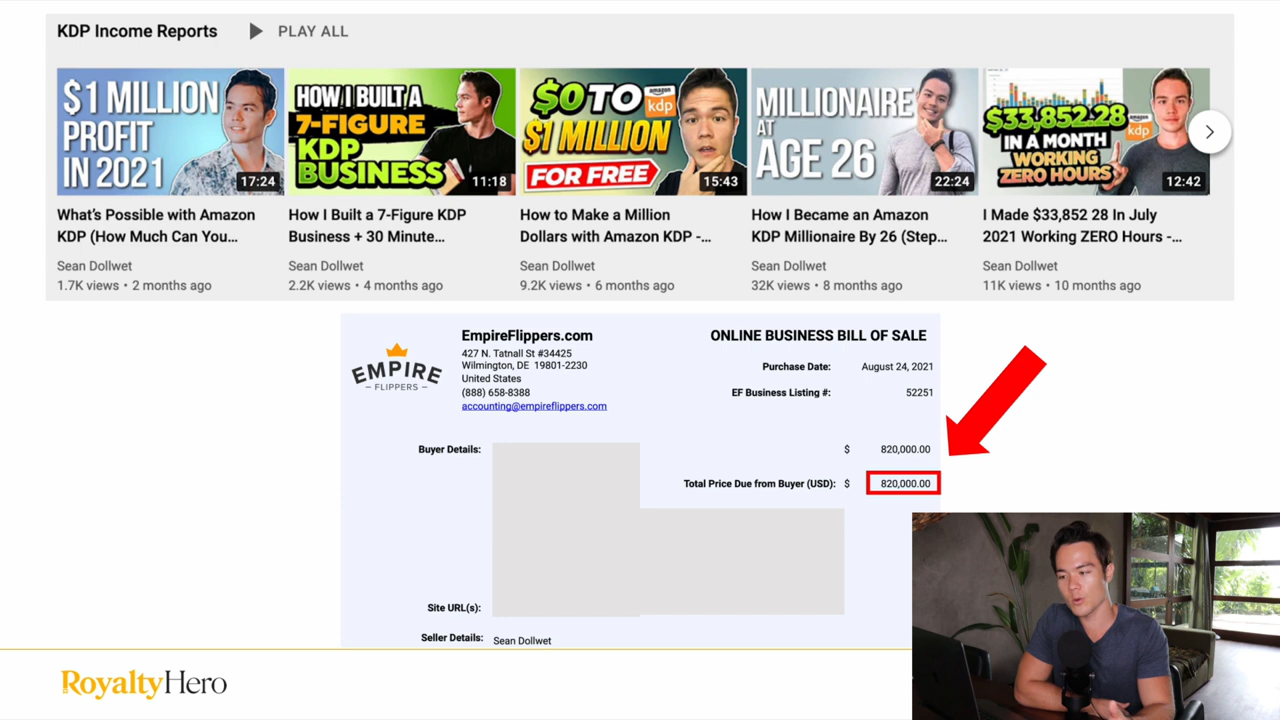 KDP Income Reports PLAY ALL
$1 MILLION
PROFIT
IN 2021
17:24
HOW I BUILT A
7-FIGURE
KDP
BUSINESS
11:18
$0 TO
amazon
kdp
$1 MILLION
FOR FREE
15:43
MILLIONAIRE
AT
AGE 26
22:24
$33,852.28
amazon
kdp
IN A MONTH
WORKING
ZERO HOURS
12:42
What's Possible with Amazon
KDP (How Much Can You...
Sean Dollwet
1.7K views • 2 months ago
How I Built a 7-Figure KDP
Business + 30 Minute...
Sean Dollwet
2.2K views • 4 months ago
How to Make a Million
Dollars with Amazon KDP -...
Sean Dollwet
9.2K views • 6 months ago
How I Became an Amazon
KDP Millionaire By 26 (Step...
Sean Dollwet
32K views • 8 months ago
I Made $33,852 28 In July
2021 Working ZERO Hours -...
Sean Dollwet
11K views • 10 months ago
EMPIRE
FLIPPERS
EmpireFlippers.com
427 N. Tatnall St #34425
Wilmington, DE 19801-2230
United States
(888) 658-8388
accounting@empireflippers.com
ONLINE BUSINESS BILL OF SALE
Purchase Date: August 24, 2021
EF Business Listing #: 52251
Buyer Details:
$ 820,000.00
Total Price Due from Buyer (USD): $ 820,000.00
Site URL(s):
Seller Details: Sean Dollwet
RoyaltyHero